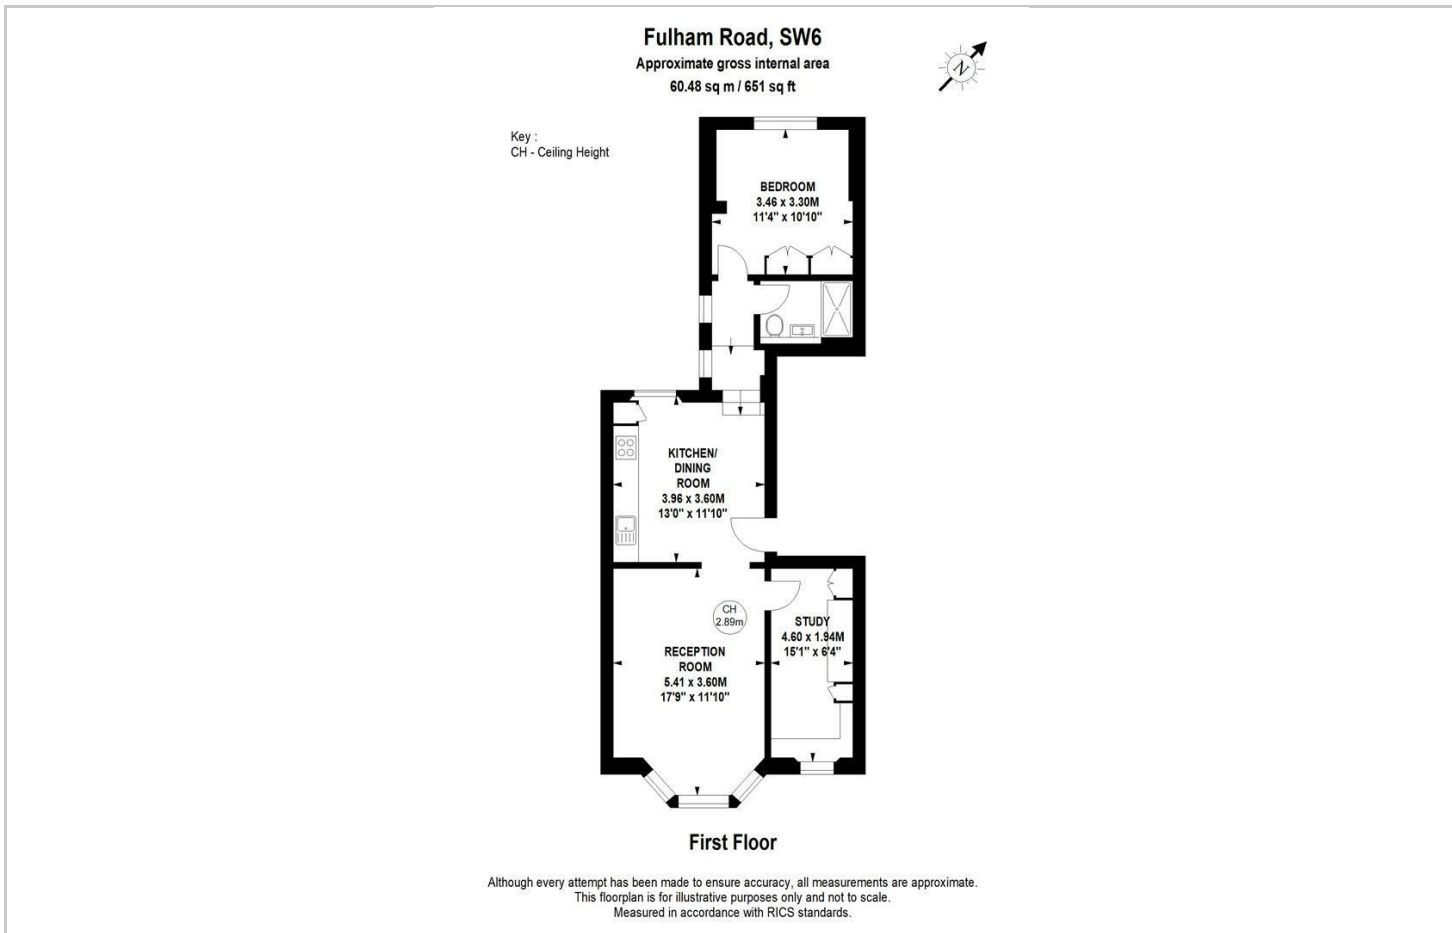 Fulham Road, SW6
Approximate gross internal area
60.48 sq m / 651 sq ft
N
Key :
CH - Ceiling Height
BEDROOM
3.46 x 3.30M
11'4" x 10'10"
KITCHEN/
DINING
ROOM
3.96 x 3.60M
13'0" x 11'10"
CH
2.89m
RECEPTION
ROOM
5.41 x 3.60M
17'9" x 11'10"
STUDY
4.60 x 1.94M
15'1" x 6'4"
First Floor
Although every attempt has been made to ensure accuracy, all measurements are approximate.
This floorplan is for illustrative purposes only and not to scale.
Measured in accordance with RICS standards.